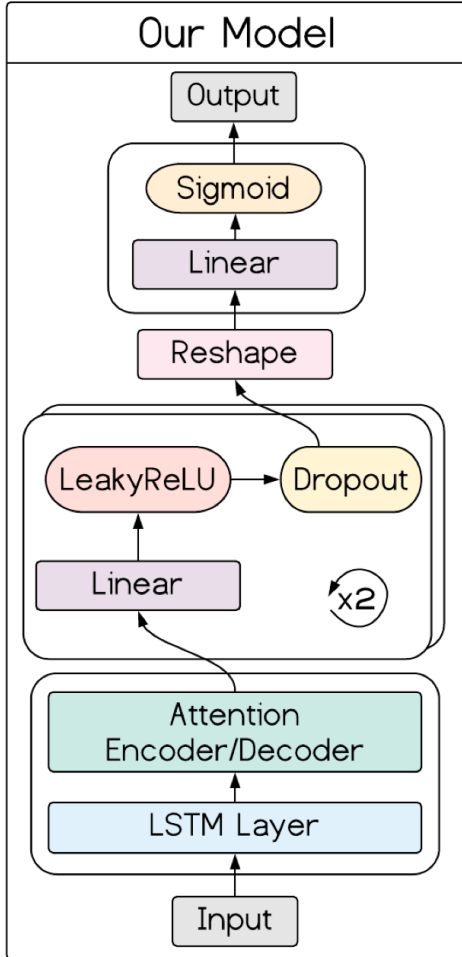 Our Model
Output
Sigmoid
Linear
Reshape
LeakyReLU
Dropout
Linear
x2
Attention
Encoder/Decoder
LSTM Layer
Input